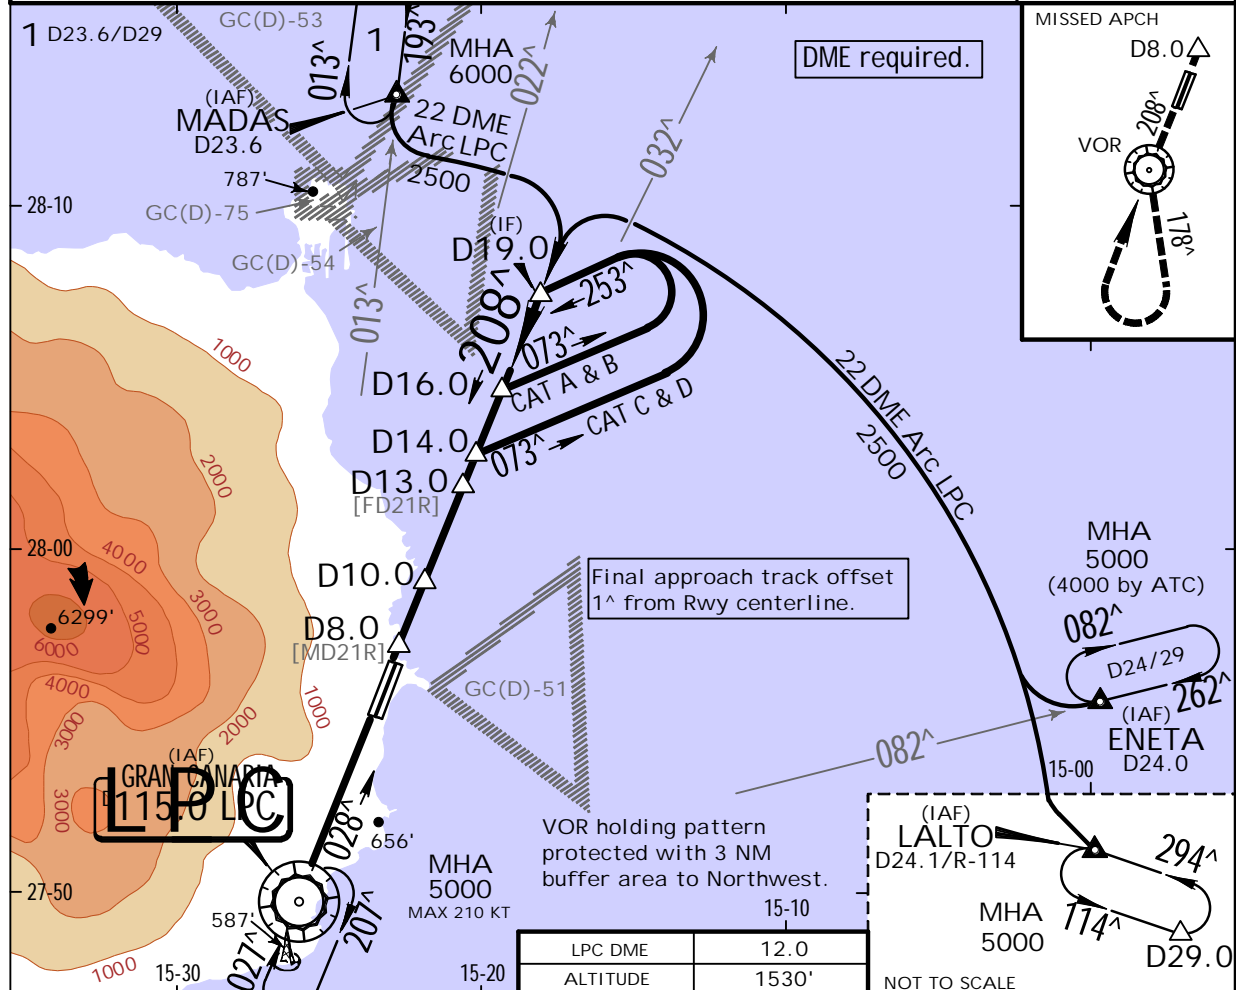 1 D23.6/D29
GC(D)-53
013^
1
193^
MHA
6000
022^
DME required.
MISSED APCH
D8.0
208^
VOR
178^
(IAF)
MADAS
D23.6
22 DME
Arc LPC
2500
032^
787'
GC(D)-75
28-10
GC(D)-54
013^
(IF)
D19.0
208^
253^
073^
CAT A & B
D16.0
D14.0
073^
CAT C & D
D13.0
[FD21R]
22 DME Arc LPC
2500
1000
2000
4000
3000
5000
6000
6299'
4000
3000
3000
2000
1000
1000
28-00
D10.0
D8.0
[MD21R]
Final approach track offset
1^ from Rwy centerline.
GC(D)-51
MHA
5000
(4000 by ATC)
082^
D24/29
262^
(IAF)
ENETA
D24.0
082^
15-00
(IAF)
GRAN CANARIA
D
115.0 LPC
LPC
028^
656'
MHA
5000
MAX 210 KT
VOR holding pattern
protected with 3 NM
buffer area to Northwest.
27-50
587'
027^
207^
15-30
15-20
15-10
LPC DME 12.0
ALTITUDE 1530'
(IAF)
LALTO
D24.1/R-114
294^
114^
MHA
5000
D29.0
NOT TO SCALE